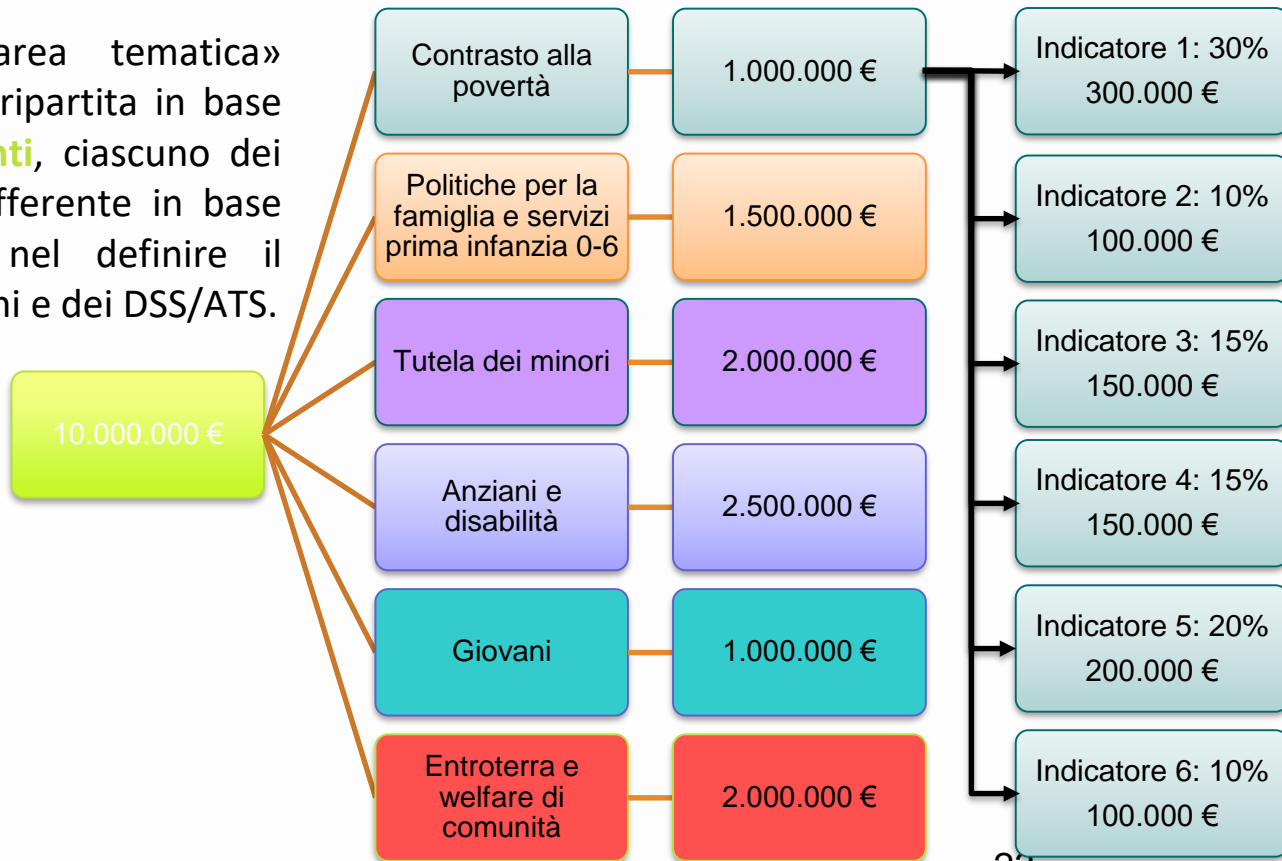 area tematica»
ripartita in base
nti, ciascuno dei
fferente in base
nel definire il
ni e dei DSS/ATS.
10.000.000 €
Contrasto alla
povertà
1.000.000 €
Politiche per la
famiglia e servizi
prima infanzia 0-6
1.500.000 €
Tutela dei minori
2.000.000 €
Anziani e
disabilità
2.500.000 €
Giovani
1.000.000 €
Entroterra e
welfare di
comunità
2.000.000 €
Indicatore 1: 30%
300.000 €
Indicatore 2: 10%
100.000 €
Indicatore 3: 15%
150.000 €
Indicatore 4: 15%
150.000 €
Indicatore 5: 20%
200.000 €
Indicatore 6: 10%
100.000 €